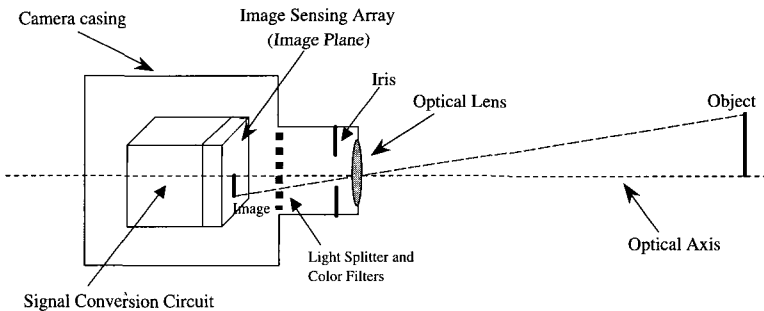 Camera casing
Image Sensing Array
(Image Plane)
Iris
Optical Lens
Object
Image
Light Splitter and
Color Filters
Optical Axis
Signal Conversion Circuit